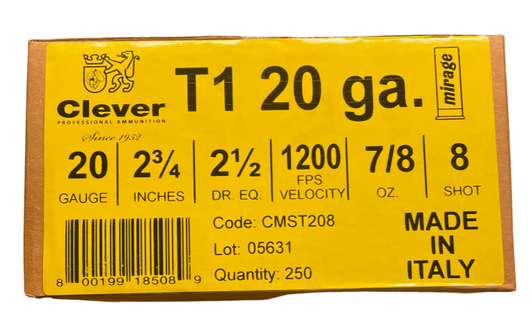 Clever
PROFESSIONAL AMMUNITION
Since 1952
T1 20 ga.
mirage
20 GAUGE
2¾ INCHES
2½ DR. EQ.
1200 FPS VELOCITY
7/8 OZ.
8 SHOT
8 00199 18508 9
Code: CMST208
Lot: 05631
Quantity: 250
MADE
IN
ITALY